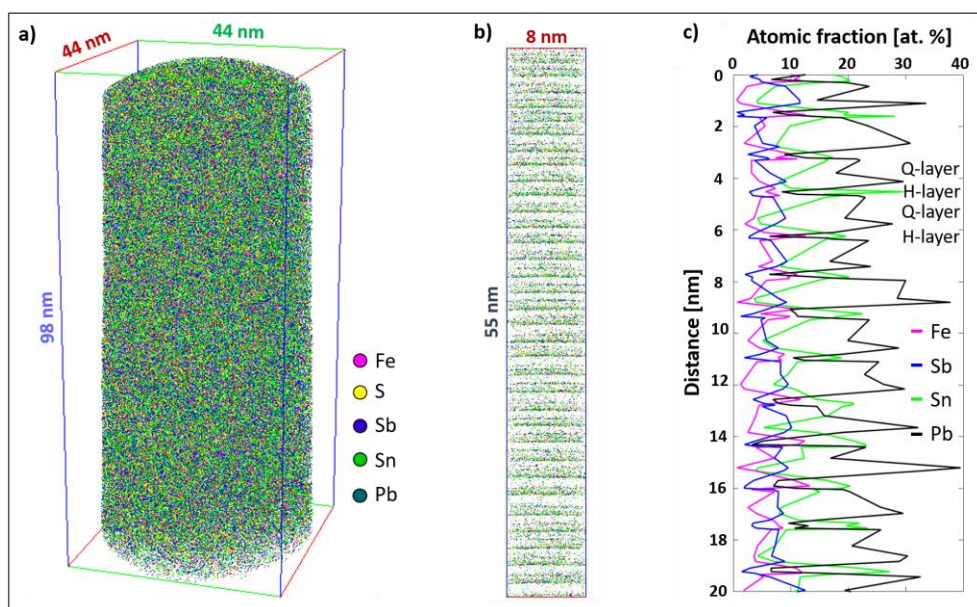 a)
44 nm
44 nm
98 nm
Fe
S
Sb
Sn
Pb
b)
8 nm
55 nm
c)
Atomic fraction [at. %]
0 10 20 30 40
Distance [nm]
0
2
4
6
8
10
12
14
16
18
20
Q-layer
H-layer
Q-layer
H-layer
Fe
Sb
Sn
Pb